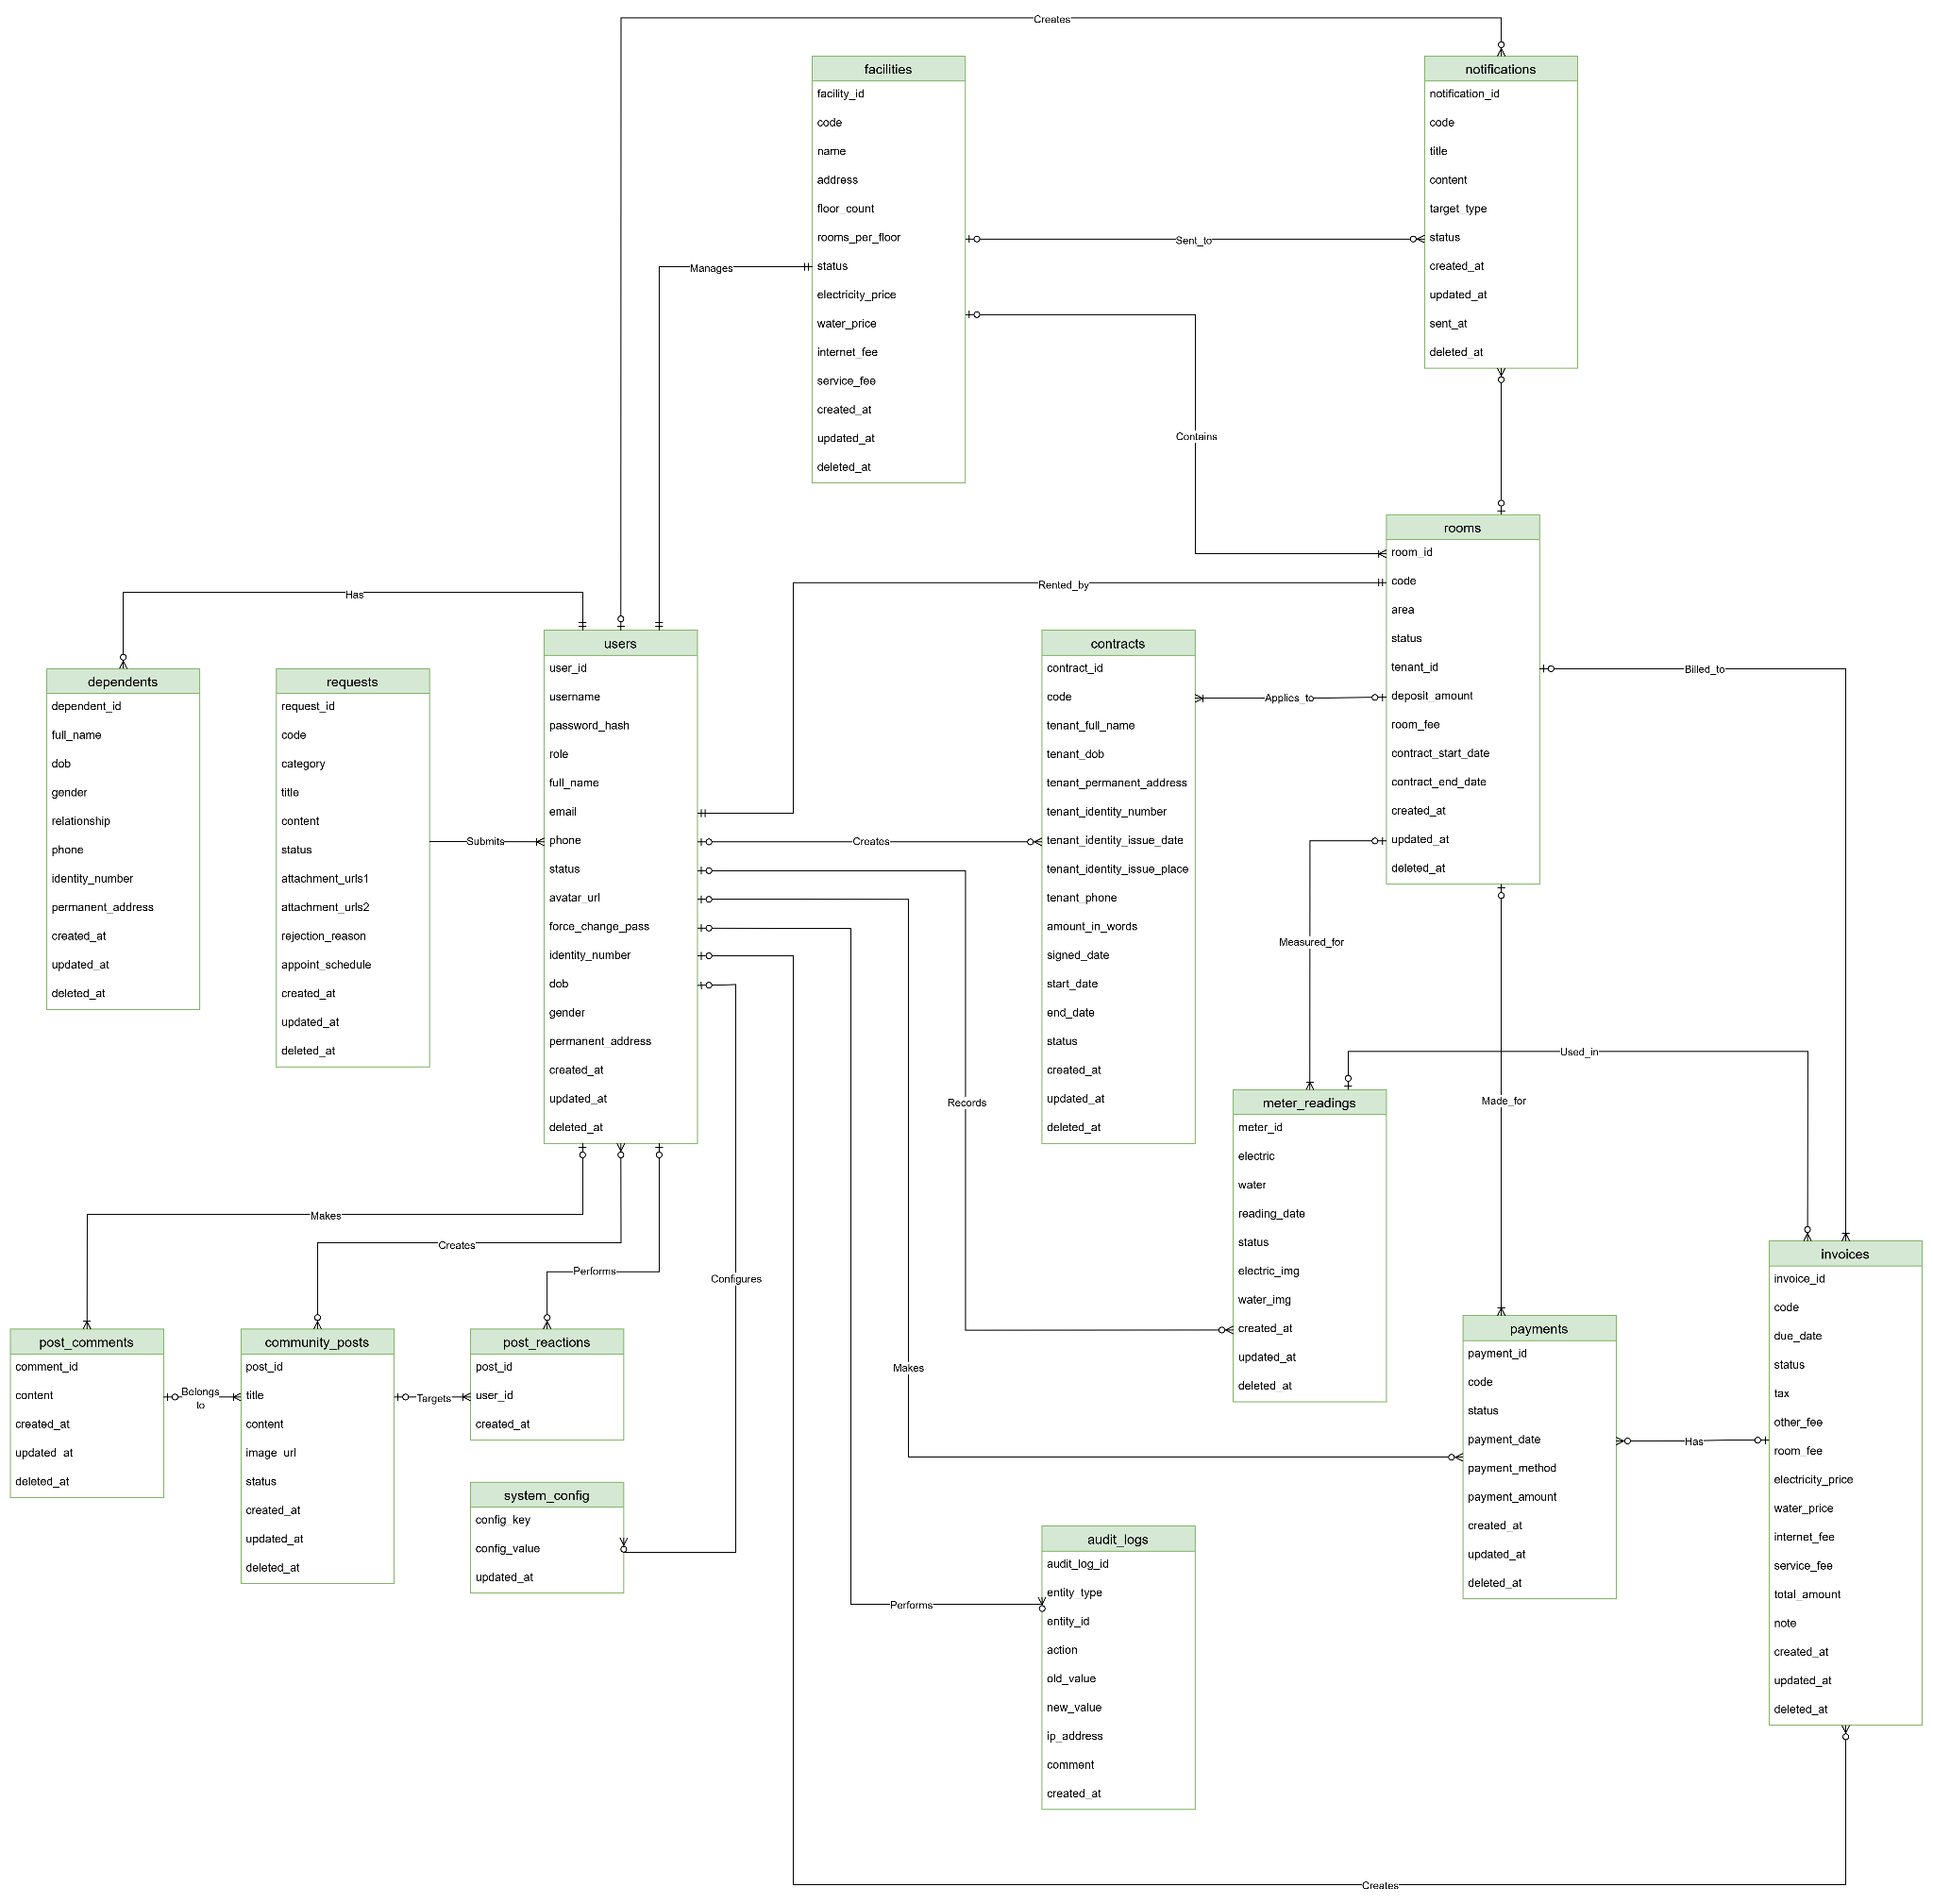 Creates
facilities
facility_id
code
name
address
floor_count
rooms_per_floor
status
electricity_price
water_price
internet_fee
service_fee
created_at
updated_at
deleted_at
notifications
notification_id
code
title
content
target_type
status
created_at
updated_at
sent_at
deleted_at
Sent_to
Manages
Contains
rooms
room_id
code
area
status
tenant_id
deposit_amount
room_fee
contract_start_date
contract_end_date
created_at
updated_at
deleted_at
Rented_by
Has
dependents
dependent_id
full_name
dob
gender
relationship
phone
identity_number
permanent_address
created_at
updated_at
deleted_at
requests
request_id
code
category
title
content
status
attachment_urls1
attachment_urls2
rejection_reason
appoint_schedule
created_at
updated_at
deleted_at
Submits
users
user_id
username
password_hash
role
full_name
email
phone
status
avatar_url
force_change_pass
identity_number
dob
gender
permanent_address
created_at
updated_at
deleted_at
Creates
contracts
contract_id
code
tenant_full_name
tenant_dob
tenant_permanent_address
tenant_identity_number
tenant_identity_issue_date
tenant_identity_issue_place
tenant_phone
amount_in_words
signed_date
start_date
end_date
status
created_at
updated_at
deleted_at
Applies_to
Billed_to
Measured_for
Used_in
Records
Made_for
meter_readings
meter_id
electric
water
reading_date
status
electric_img
water_img
created_at
updated_at
deleted_at
Makes
Creates
Performs
Configures
Makes
post_comments
comment_id
content
created_at
updated_at
deleted_at
Belongs
to
community_posts
post_id
title
content
image_url
status
created_at
updated_at
deleted_at
Targets
post_reactions
post_id
user_id
created_at
system_config
config_key
config_value
updated_at
Performs
audit_logs
audit_log_id
entity_type
entity_id
action
old_value
new_value
ip_address
comment
created_at
payments
payment_id
code
status
payment_date
payment_method
payment_amount
created_at
updated_at
deleted_at
Has
invoices
invoice_id
code
due_date
status
tax
other_fee
room_fee
electricity_price
water_price
internet_fee
service_fee
total_amount
note
created_at
updated_at
deleted_at
Creates